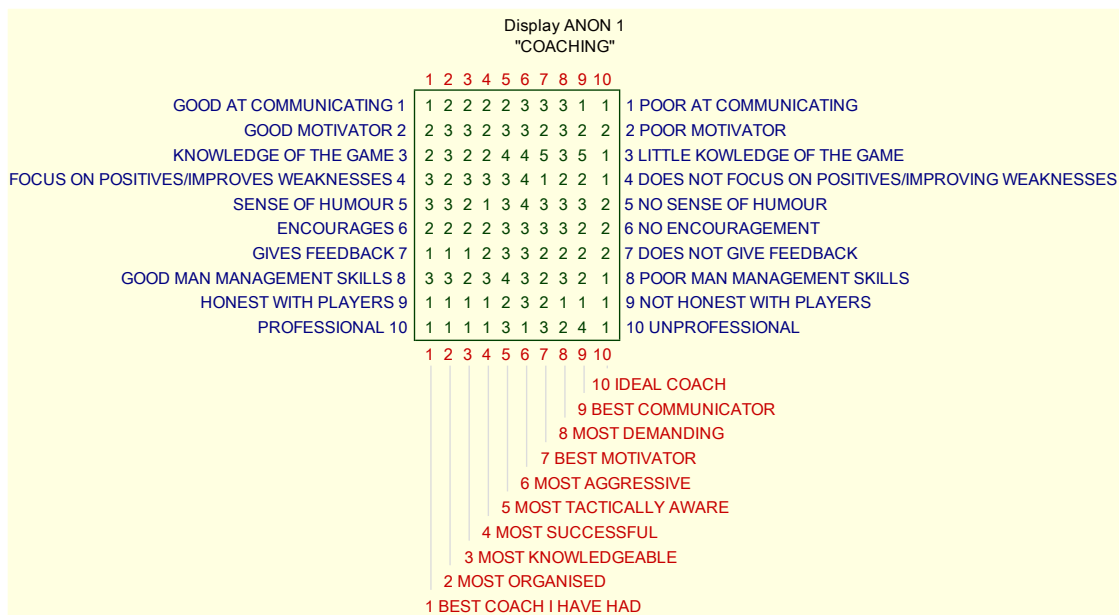 Display ANON 1
"COACHING"
1 2 3 4 5 6 7 8 9 10
GOOD AT COMMUNICATING 1 1 2 2 2 2 3 3 3 1 1 1 POOR AT COMMUNICATING
GOOD MOTIVATOR 2 2 3 3 2 3 3 2 3 2 2 2 POOR MOTIVATOR
KNOWLEDGE OF THE GAME 3 2 3 2 2 4 4 5 3 5 1 3 LITTLE KOWLEDGE OF THE GAME
FOCUS ON POSITIVES/IMPROVES WEAKNESSES 4 3 2 3 3 3 4 1 2 2 1 4 DOES NOT FOCUS ON POSITIVES/IMPROVING WEAKNESSES
SENSE OF HUMOUR 5 3 3 2 1 3 4 3 3 3 2 5 NO SENSE OF HUMOUR
ENCOURAGES 6 2 2 2 2 3 3 3 3 2 2 6 NO ENCOURAGEMENT
GIVES FEEDBACK 7 1 1 1 2 3 3 2 2 2 2 7 DOES NOT GIVE FEEDBACK
GOOD MAN MANAGEMENT SKILLS 8 3 3 2 3 4 3 2 3 2 1 8 POOR MAN MANAGEMENT SKILLS
HONEST WITH PLAYERS 9 1 1 1 1 2 3 2 1 1 1 9 NOT HONEST WITH PLAYERS
PROFESSIONAL 10 1 1 1 1 3 1 3 2 4 1 10 UNPROFESSIONAL
1 2 3 4 5 6 7 8 9 10
10 IDEAL COACH
9 BEST COMMUNICATOR
8 MOST DEMANDING
7 BEST MOTIVATOR
6 MOST AGGRESSIVE
5 MOST TACTICALLY AWARE
4 MOST SUCCESSFUL
3 MOST KNOWLEDGEABLE
2 MOST ORGANISED
1 BEST COACH I HAVE HAD